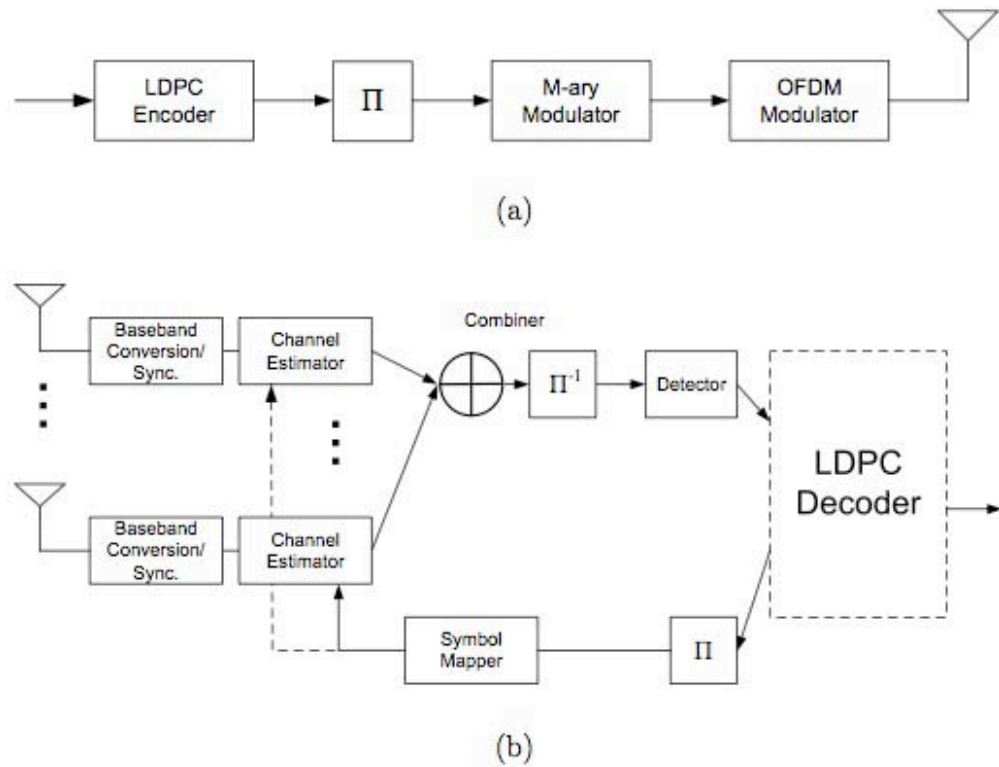 LDPC
Encoder
Π
M-ary
Modulator
OFDM
Modulator
(a)
Baseband
Conversion/
Sync.
Channel
Estimator
Combiner
Π-1
Detector
LDPC
Decoder
Baseband
Conversion/
Sync.
Channel
Estimator
Symbol
Mapper
Π
(b)